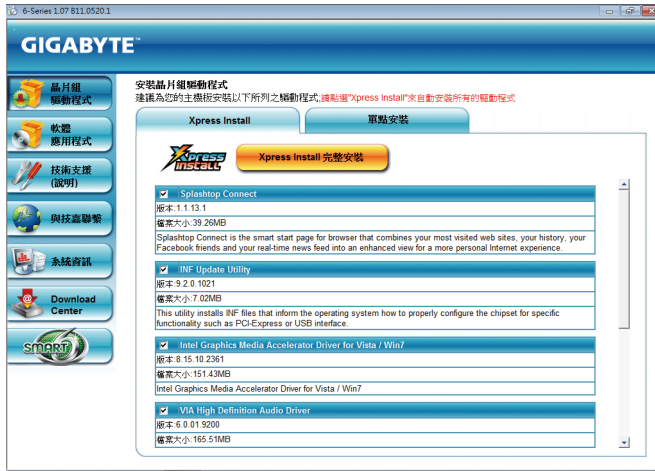 6-Series 1.07 B11.0520.1
GIGABYTE™
晶片組
驅動程式
軟體
應用程式
技術支援
(說明)
與技嘉聯繫
系統資訊
Download
Center
SMART
安裝晶片組驅動程式
建議為您的主機板安裝以下所列之驅動程式;請點選"Xpress Install"來自動安裝所有的驅動程式
Xpress Install
單點安裝
Xpress
INSTALL
Xpress Install 完整安裝
Splashtop Connect
版本:1.1.13.1
檔案大小:39.26MB
Splashtop Connect is the smart start page for browser that combines your most visited web sites, your history, your
Facebook friends and your real-time news feed into an enhanced view for a more personal Internet experience.
INF Update Utility
版本:9.2.0.1021
檔案大小:7.02MB
This utility installs INF files that inform the operating system how to properly configure the chipset for specific
functionality such as PCI-Express or USB interface.
Intel Graphics Media Accelerator Driver for Vista / Win7
版本:8.15.10.2361
檔案大小:151.43MB
Intel Graphics Media Accelerator Driver for Vista / Win7
VIA High Definition Audio Driver
版本:6.0.01.9200
檔案大小:165.51MB